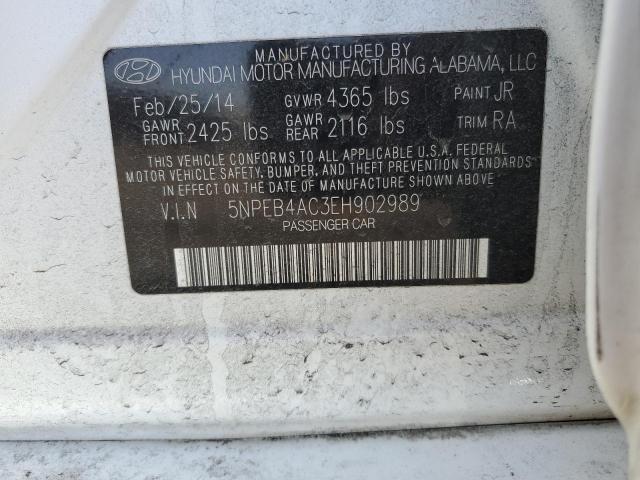 MANUFACTURED BY
HYUNDAI MOTOR MANUFACTURING ALABAMA, LLC
Feb/25/14 GVWR 4365 lbs PAINT JR
GAWR FRONT 2425 lbs GAWR REAR 2116 lbs TRIM RA
THIS VEHICLE CONFORMS TO ALL APPLICABLE U.S.A. FEDERAL
MOTOR VEHICLE SAFETY, BUMPER, AND THEFT PREVENTION STANDARDS
IN EFFECT ON THE DATE OF MANUFACTURE SHOWN ABOVE
V.I.N 5NPEB4AC3EH902989
PASSENGER CAR